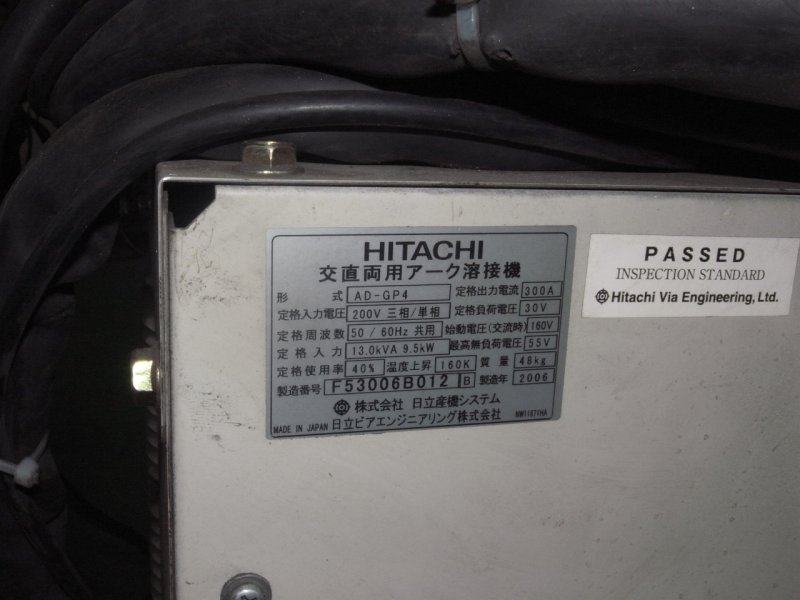 HITACHI
交直両用アーク溶接機
形 式 AD-GP4 定格出力電流 300A
定格入力電圧 200V 三相/単相 定格負荷電圧 30V
定格周波数 50/60Hz 共用 始動電圧(交流時) 160V
定格入力 13.0kVA 9.5kW 最高無負荷電圧 55V
定格使用率 40% 温度上昇 160K 質量 48kg
製造番号 F53006B012 B 製造年 2006
株式会社 日立産機システム
MADE IN JAPAN 日立ビアエンジニアリング株式会社
PASSED
INSPECTION STANDARD
Hitachi Via Engineering, Ltd.